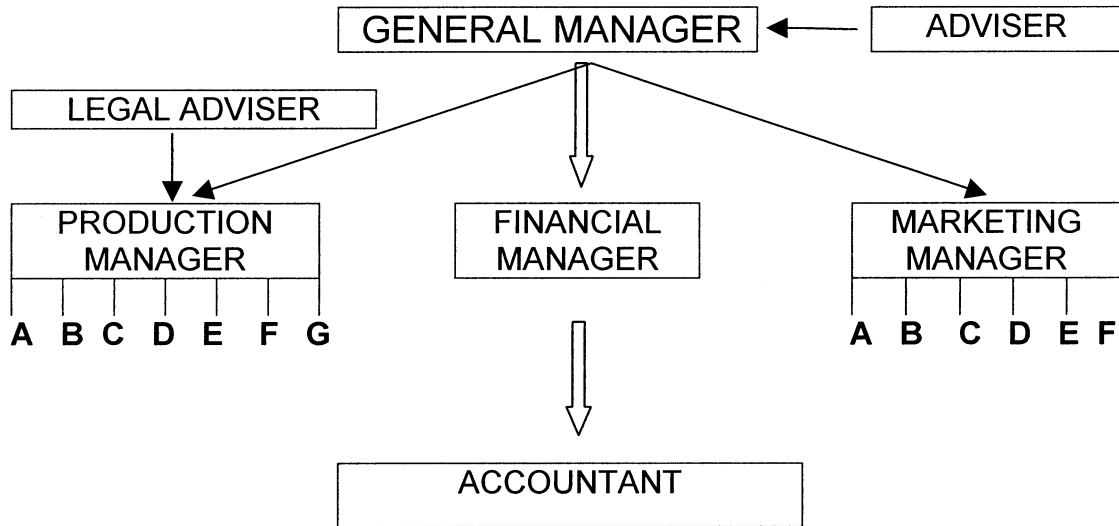 GENERAL MANAGER
ADVISER
LEGAL ADVISER
PRODUCTION
MANAGER
FINANCIAL
MANAGER
MARKETING
MANAGER
A B C D E F G
A B C D E F
ACCOUNTANT